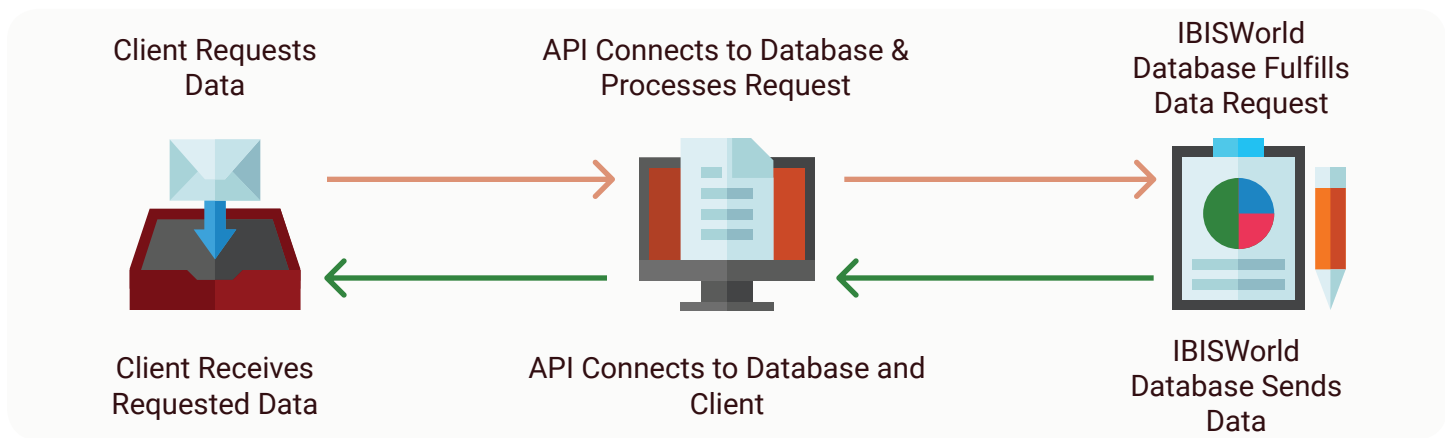 Client Requests
Data
API Connects to Database &
Processes Request
IBISWorld
Database Fulfills
Data Request
Client Receives
Requested Data
API Connects to Database and
Client
IBISWorld
Database Sends
Data